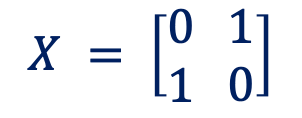 X = [0 1
1 0]